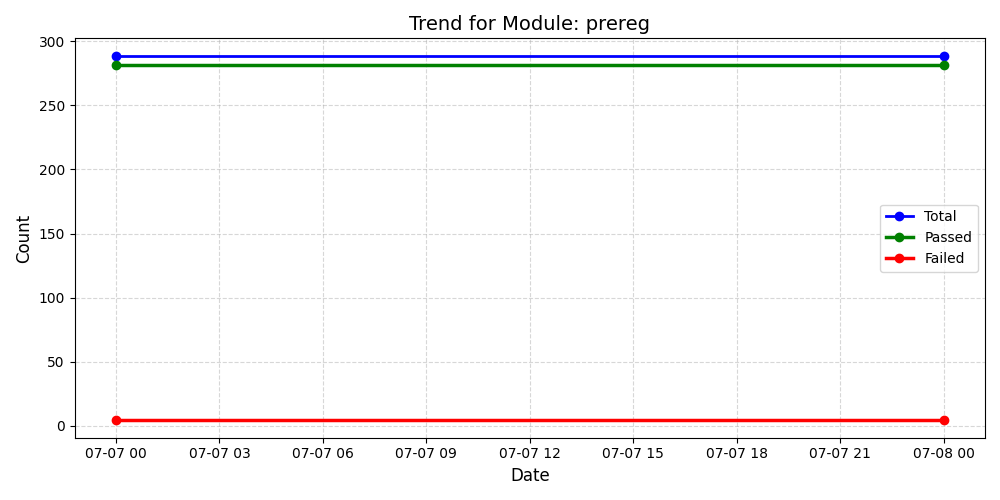 Trend for Module: prereg
300
250
200
150
100
50
0
Count
Total
Passed
Failed
07-07 00 07-07 03 07-07 06 07-07 09 07-07 12 07-07 15 07-07 18 07-07 21 07-08 00
Date